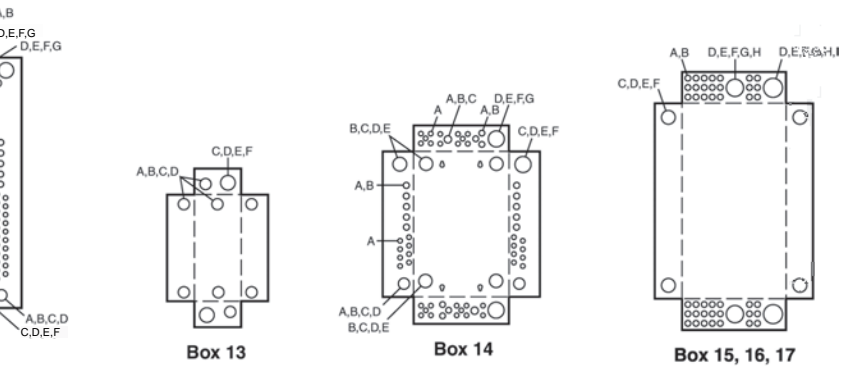 A,B
D,E,F,G
D,E,F,G
A,B,C,D
C,D,E,F
C,D,E,F
A,B,C,D
Box 13
A
A,B,C
A,B
D,E,F,G
B,C,D,E
C,D,E,F
A,B
A
A,B,C,D
B,C,D,E
Box 14
A,B
D,E,F,G,H
D,E,F,G,H,I
C,D,E,F
Box 15, 16, 17